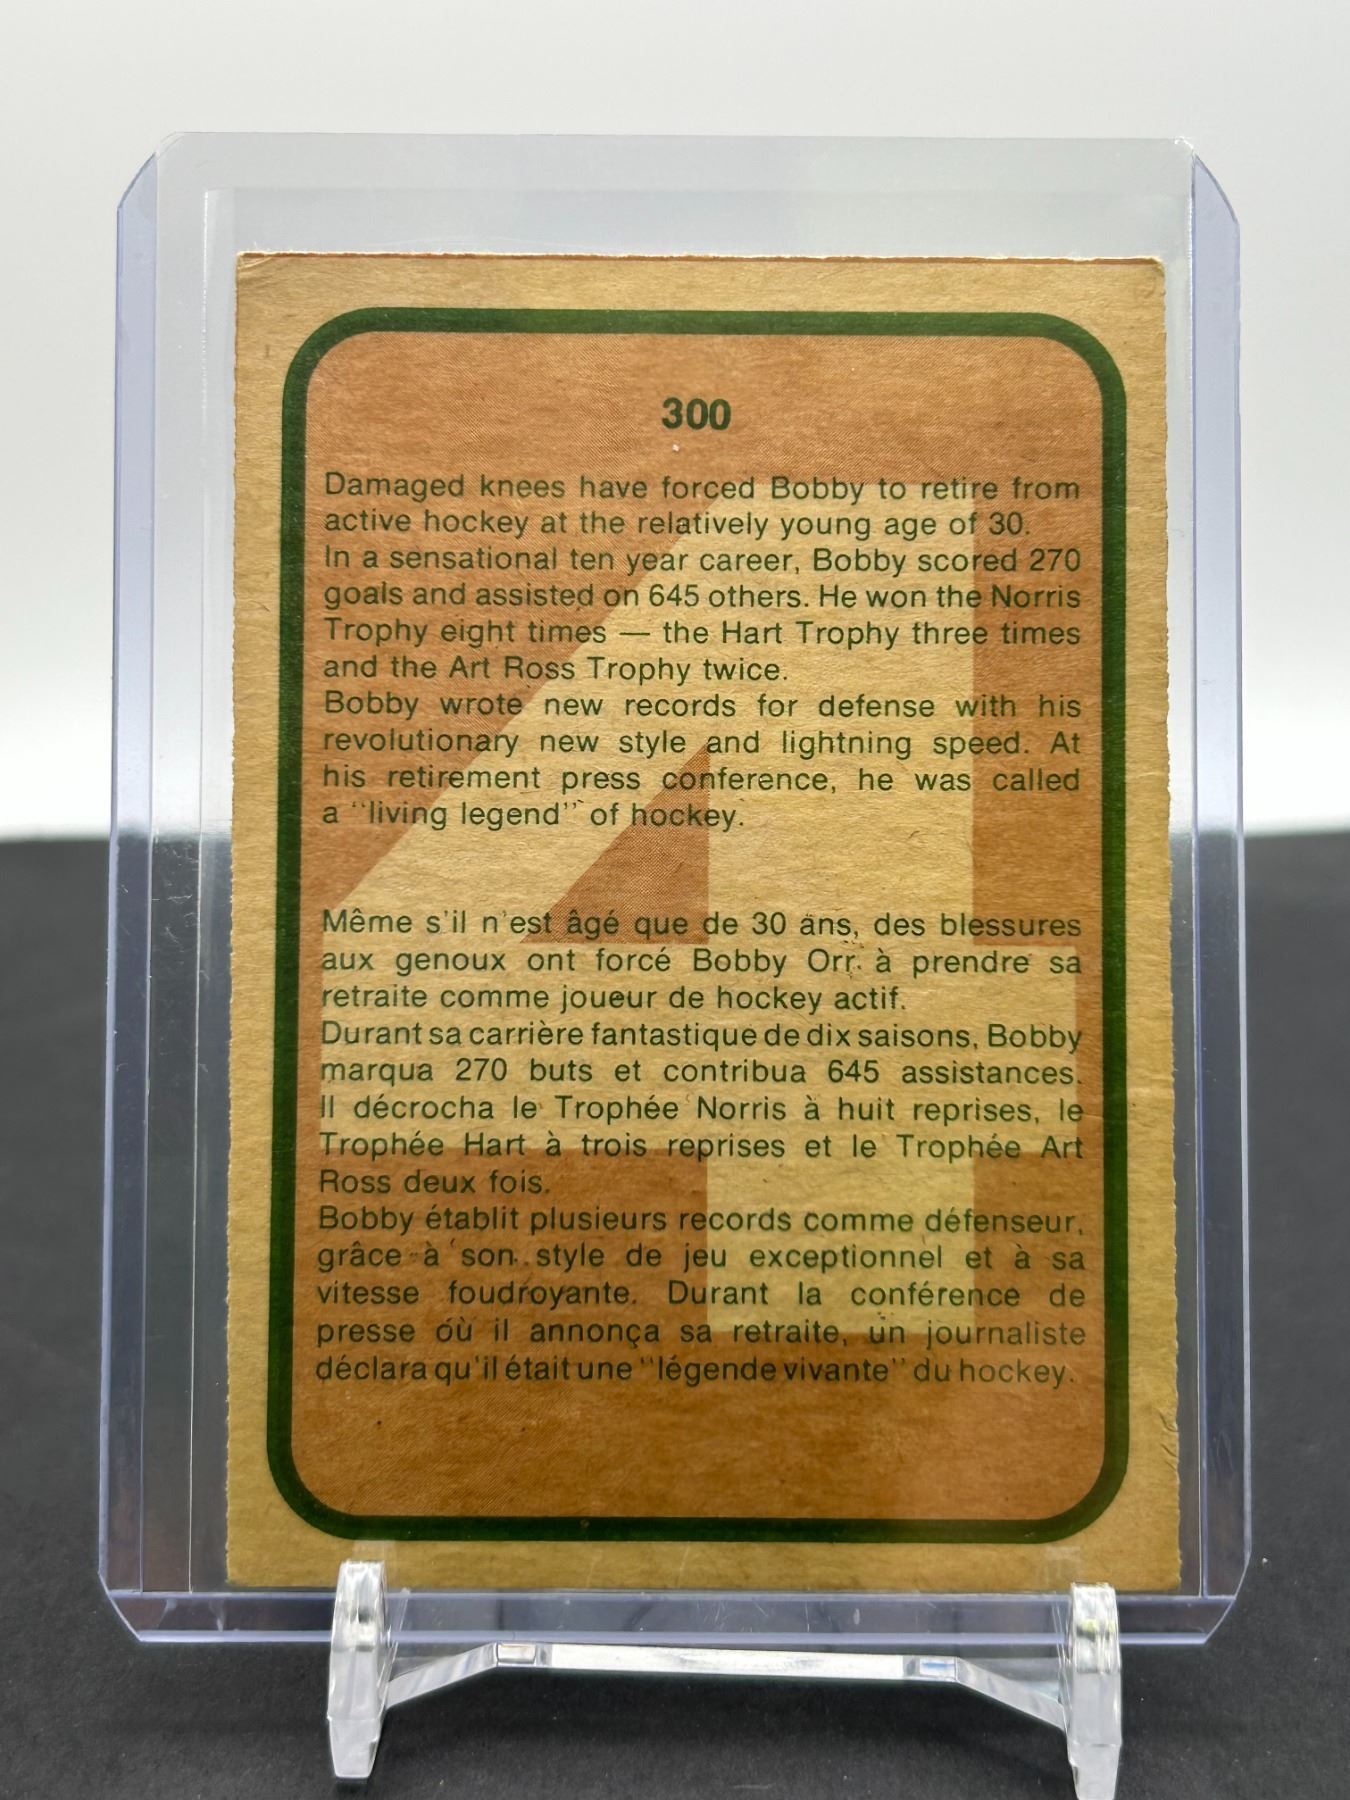 300
Damaged knees have forced Bobby to retire from
active hockey at the relatively young age of 30.
In a sensational ten year career, Bobby scored 270
goals and assisted on 645 others. He won the Norris
Trophy eight times — the Hart Trophy three times
and the Art Ross Trophy twice.
Bobby wrote new records for defense with his
revolutionary new style and lightning speed. At
his retirement press conference, he was called
a "living legend" of hockey.
Même s'il n'est âgé que de 30 ans, des blessures
aux genoux ont forcé Bobby Orr à prendre sa
retraite comme joueur de hockey actif.
Durant sa carrière fantastique de dix saisons, Bobby
marqua 270 buts et contribua 645 assistances.
Il décrocha le Trophée Norris à huit reprises, le
Trophée Hart à trois reprises et le Trophée Art
Ross deux fois.
Bobby établit plusieurs records comme défenseur,
grâce à son style de jeu exceptionnel et à sa
vitesse foudroyante. Durant la conférence de
presse où il annonça sa retraite, un journaliste
déclara qu'il était une "légende vivante" du hockey.